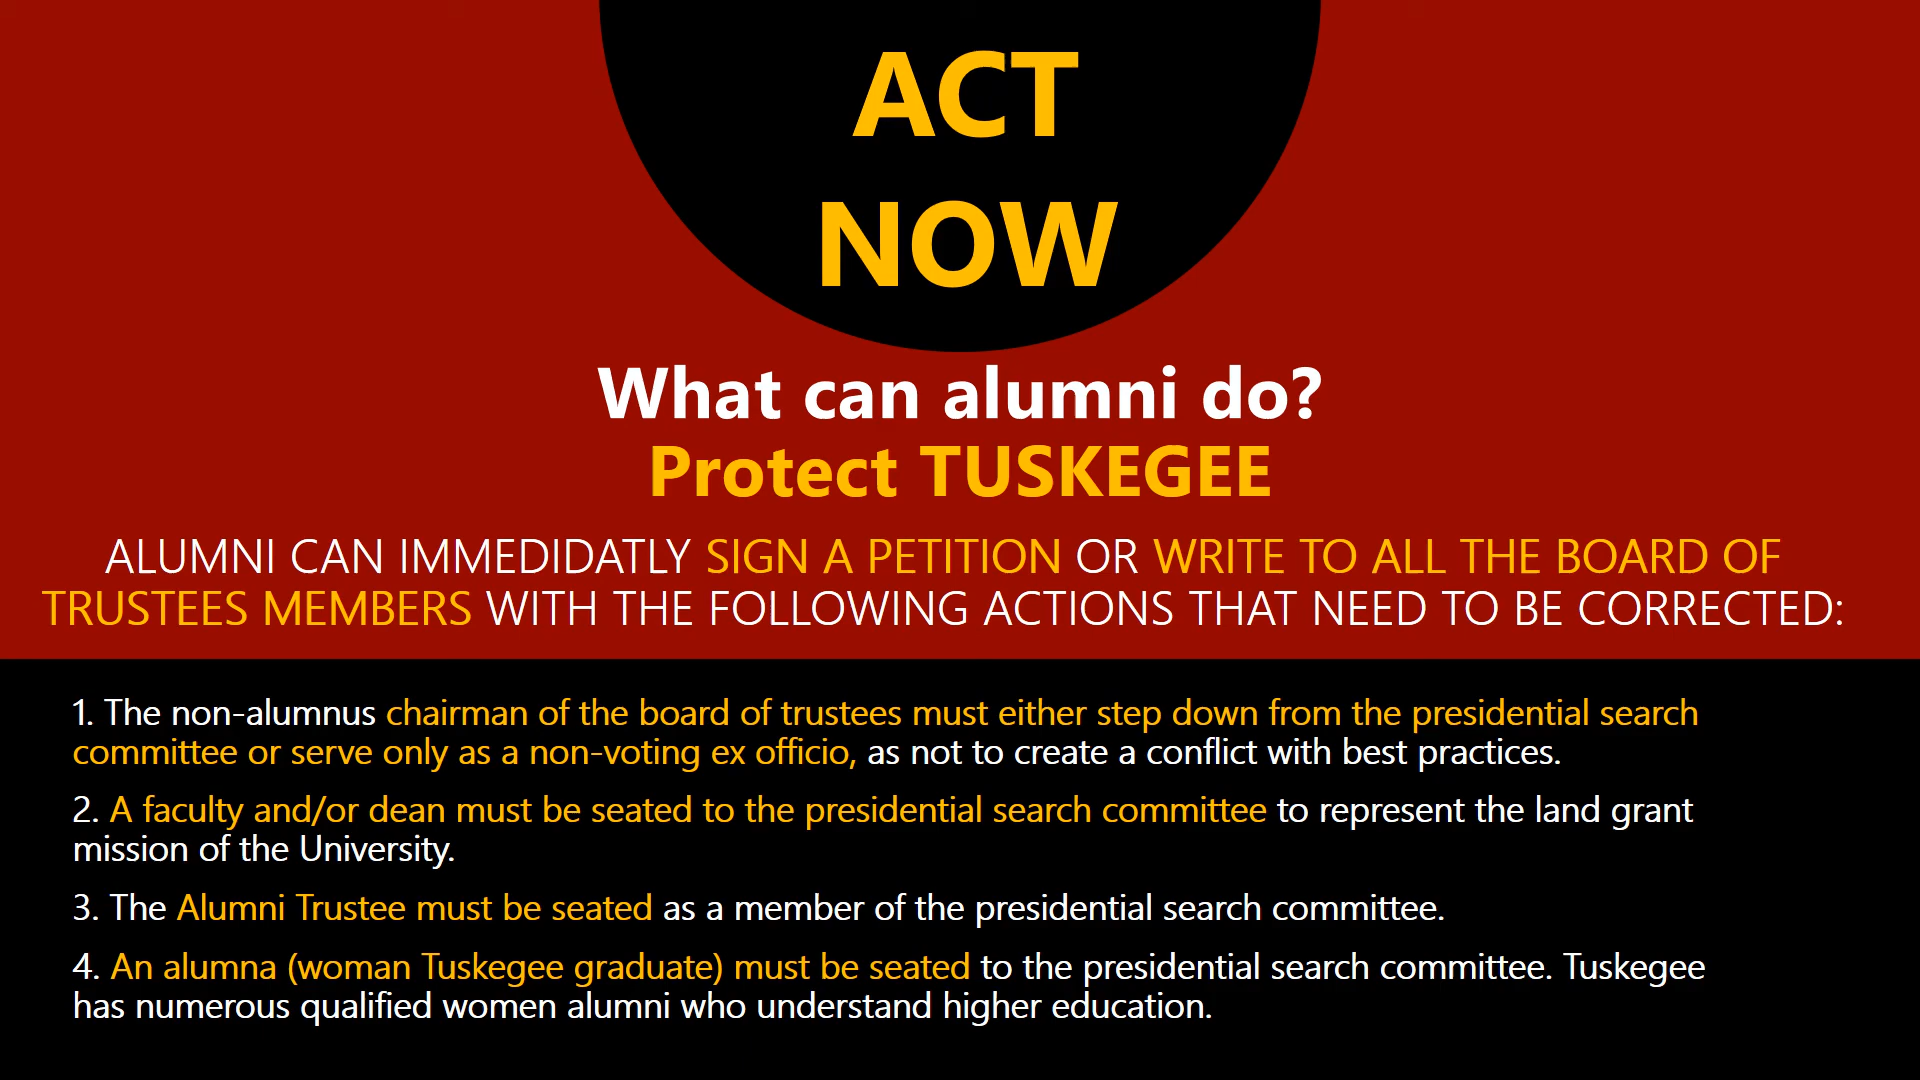 ACT
NOW
What can alumni do?
Protect TUSKEGEE
ALUMNI CAN IMMEDIDATLY SIGN A PETITION OR WRITE TO ALL THE BOARD OF
TRUSTEES MEMBERS WITH THE FOLLOWING ACTIONS THAT NEED TO BE CORRECTED:
1. The non-alumnus chairman of the board of trustees must either step down from the presidential search
committee or serve only as a non-voting ex officio, as not to create a conflict with best practices.
2. A faculty and/or dean must be seated to the presidential search committee to represent the land grant
mission of the University.
3. The Alumni Trustee must be seated as a member of the presidential search committee.
4. An alumna (woman Tuskegee graduate) must be seated to the presidential search committee. Tuskegee
has numerous qualified women alumni who understand higher education.